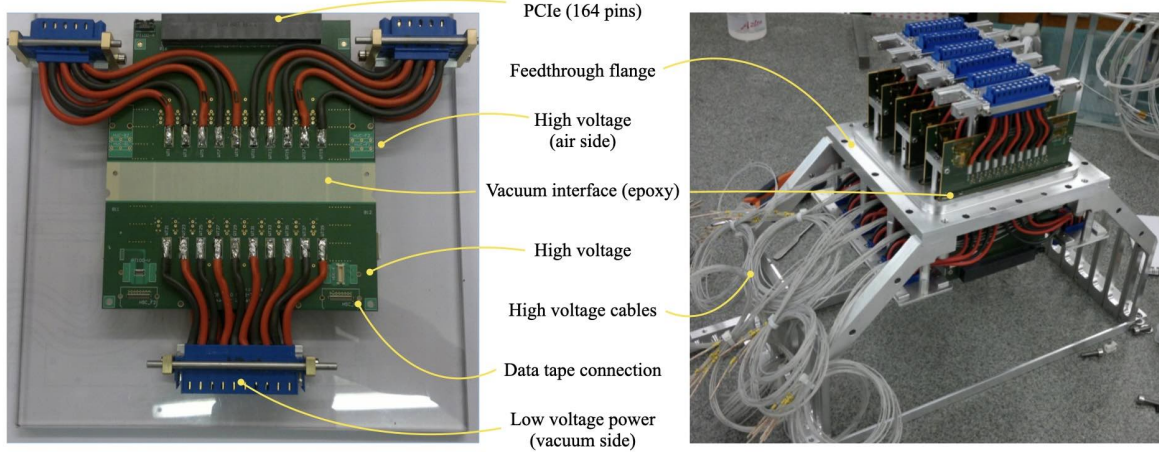 PCIe (164 pins)
Feedthrough flange
High voltage
(air side)
Vacuum interface (epoxy)
High voltage
High voltage cables
Data tape connection
Low voltage power
(vacuum side)